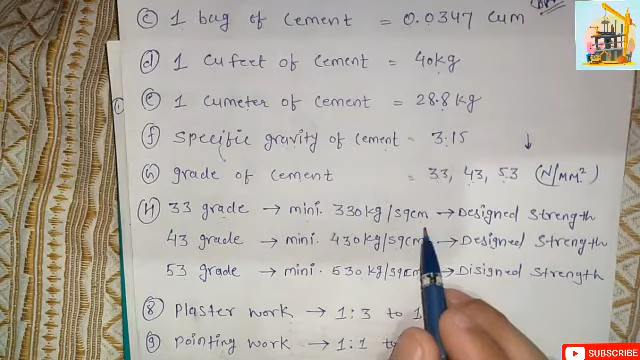 (c) 1 bag of cement = 0.0347 cum
(d) 1 cufeet of cement = 40kg
(e) 1 cumeter of cement = 28.8 kg
(f) specific gravity of cement = 3.15
(h) grade of cement = 33, 43, 53 (N/MM²)
33 grade → mini. 330 kg/sqcm → Designed strength
43 grade → mini. 430 kg/sqcm → Designed strength
53 grade → mini. 530 kg/sqcm → Disigned strength
(8) Plaster work → 1:3 to 1
(9) Pointing work → 1:1 to
SUBSCRIBE